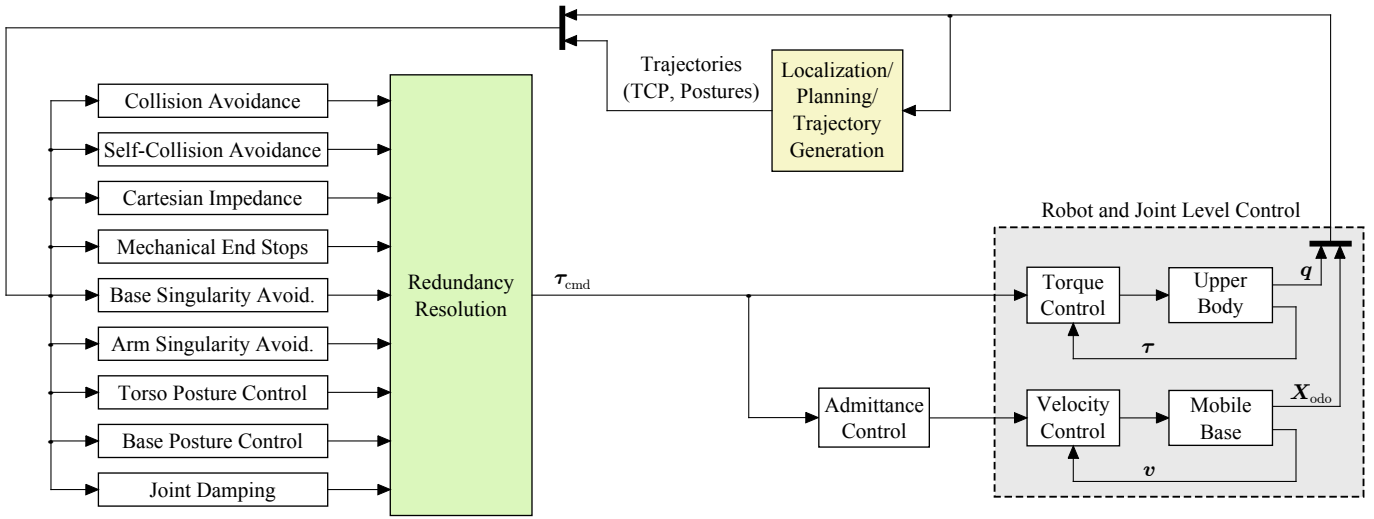 Trajectories
(TCP, Postures)
Localization/
Planning/
Trajectory
Generation
Collision Avoidance
Self-Collision Avoidance
Cartesian Impedance
Mechanical End Stops
Base Singularity Avoid.
Arm Singularity Avoid.
Torso Posture Control
Base Posture Control
Joint Damping
Redundancy
Resolution
τcmd
Admittance
Control
Robot and Joint Level Control
Torque
Control
Upper
Body
q
τ
Velocity
Control
Mobile
Base
Xodo
v